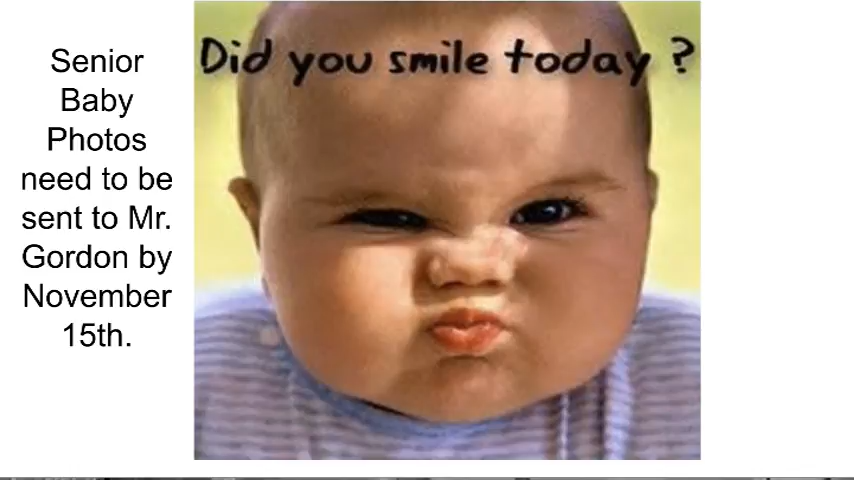 Senior
Baby
Photos
need to be
sent to Mr.
Gordon by
November
15th.
Did you smile today ?